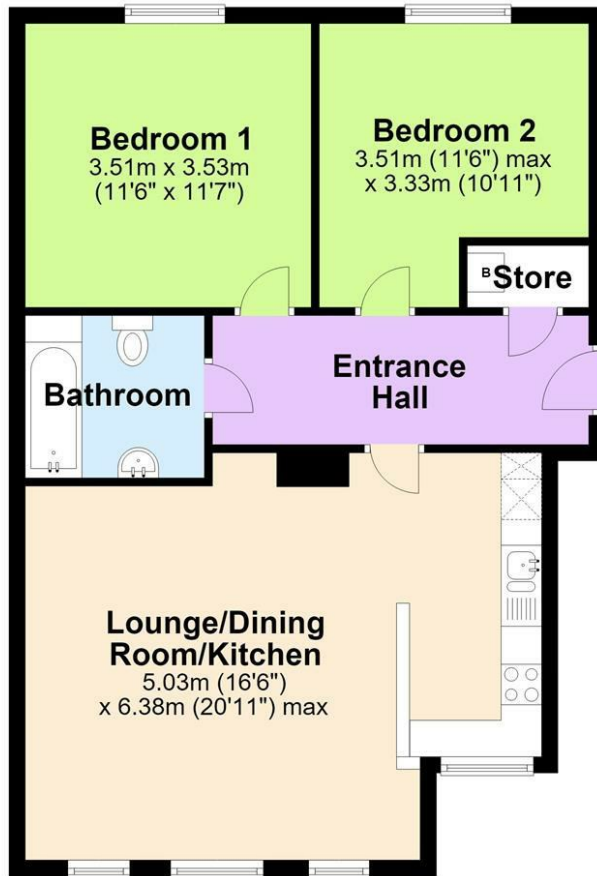 Bedroom 1
3.51m x 3.53m
(11'6" x 11'7")
Bedroom 2
3.51m (11'6") max
x 3.33m (10'11")
B Store
Bathroom
Entrance
Hall
Lounge/Dining
Room/Kitchen
5.03m (16'6")
x 6.38m (20'11") max